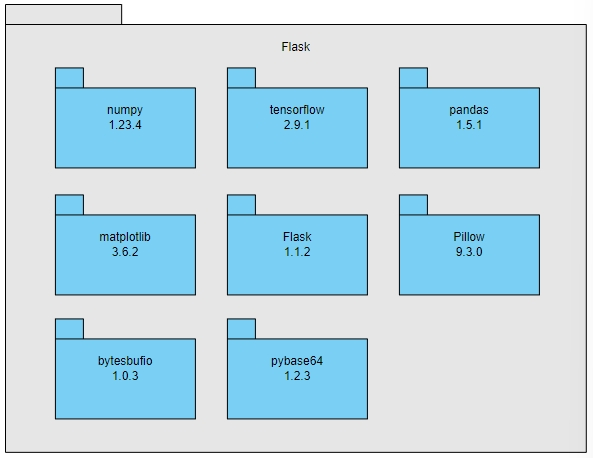 Flask
numpy
1.23.4
tensorflow
2.9.1
pandas
1.5.1
matplotlib
3.6.2
Flask
1.1.2
Pillow
9.3.0
bytesbufio
1.0.3
pybase64
1.2.3